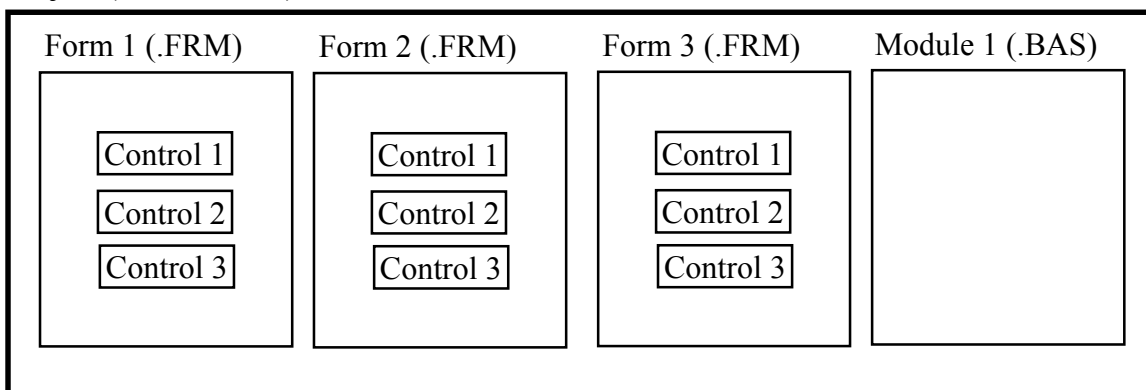 Form 1 (.FRM)
Form 2 (.FRM)
Form 3 (.FRM)
Module 1 (.BAS)
Control 1
Control 1
Control 1
Control 2
Control 2
Control 2
Control 3
Control 3
Control 3